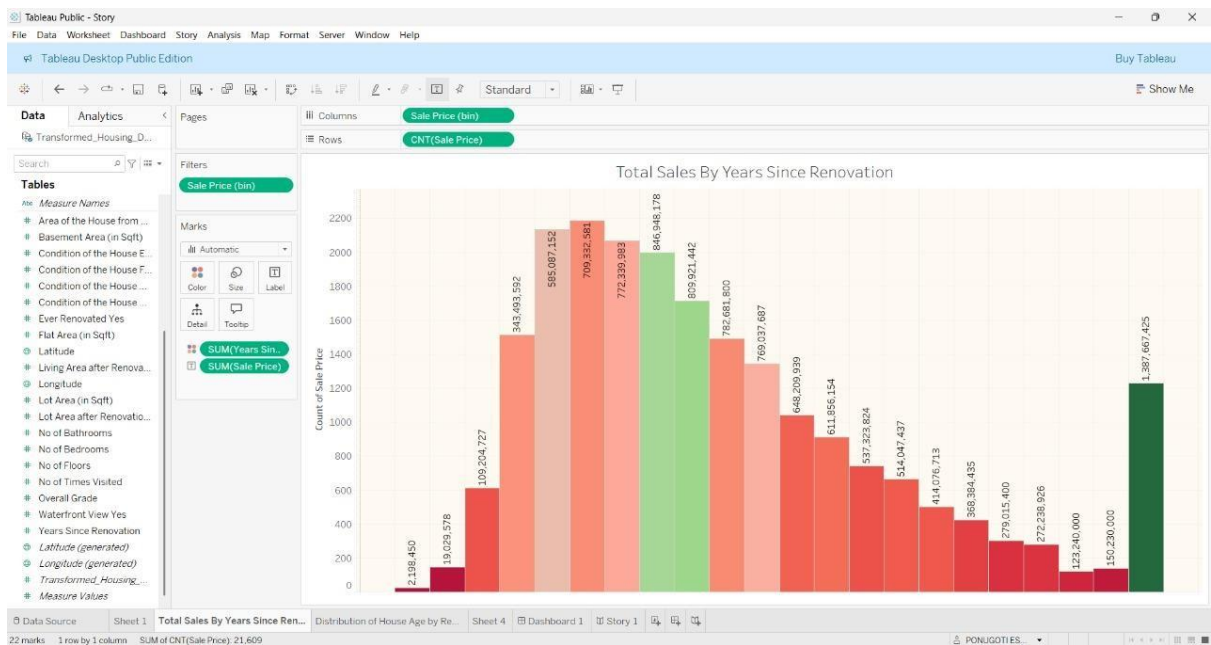 Tableau Public - Story
File Data Worksheet Dashboard Story Analysis Map Format Server Window Help
Tableau Desktop Public Edition
Buy Tableau
Standard
Show Me
Data Analytics
Transformed_Housing_D...
Search
Tables
Abc Measure Names
# Area of the House from ...
# Basement Area (in Sqft)
# Condition of the House E...
# Condition of the House F...
# Condition of the House ...
# Condition of the House ...
# Ever Renovated Yes
# Flat Area (in Sqft)
Latitude
# Living Area after Renova...
Longitude
# Lot Area (in Sqft)
# Lot Area after Renovatio...
# No of Bathrooms
# No of Bedrooms
# No of Floors
# No of Times Visited
# Overall Grade
# Waterfront View Yes
# Years Since Renovation
Latitude (generated)
Longitude (generated)
# Transformed_Housing_...
# Measure Values
Pages
Filters
Sale Price (bin)
Marks
Automatic
Color Size Label
Detail Tooltip
SUM(Years Sin..
SUM(Sale Price)
Columns
Sale Price (bin)
Rows
CNT(Sale Price)
Total Sales By Years Since Renovation
Count of Sale Price
2200
2000
1800
1600
1400
1200
1000
800
600
400
200
0
2,198,450
19,029,578
109,204,727
343,493,592
585,087,152
709,332,581
772,339,983
846,948,178
809,921,442
782,681,800
769,037,687
648,209,939
611,856,154
537,323,824
514,047,437
414,076,713
368,384,435
279,015,400
272,238,926
123,240,000
150,230,000
1,387,667,425
Data Source Sheet 1 Total Sales By Years Since Ren... Distribution of House Age by Re... Sheet 4 Dashboard 1 Story 1
22 marks 1 row by 1 column SUM of CNT(Sale Price): 21,609
PONUGOTI ES...